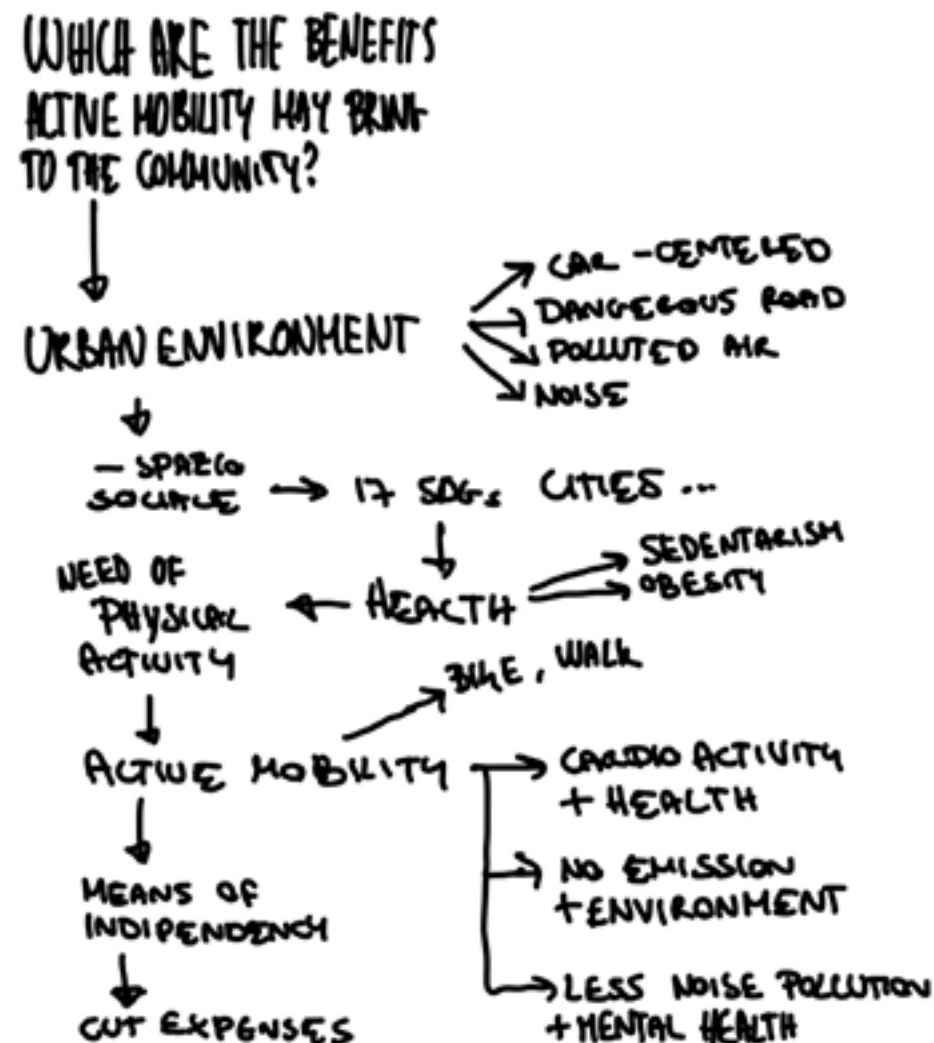 WHICH ARE THE BENEFITS
ACTIVE MOBILITY MAY BRING
TO THE COMMUNITY?
URBAN ENVIRONMENT
CAR - CENTERED
DANGEROUS ROAD
POLLUTED AIR
NOISE
- SPAZIO
SOCIALE
17 SDGs CITIES ...
HEALTH
SEDENTARISM
OBESITY
NEED OF
PHYSICAL
ACTIVITY
BIKE, WALK
ACTIVE MOBILITY
CARDIO ACTIVITY
+ HEALTH
NO EMISSION
+ ENVIRONMENT
LESS NOISE POLLUTION
+ MENTAL HEALTH
MEANS OF
INDIPENDENCY
CUT EXPENSES